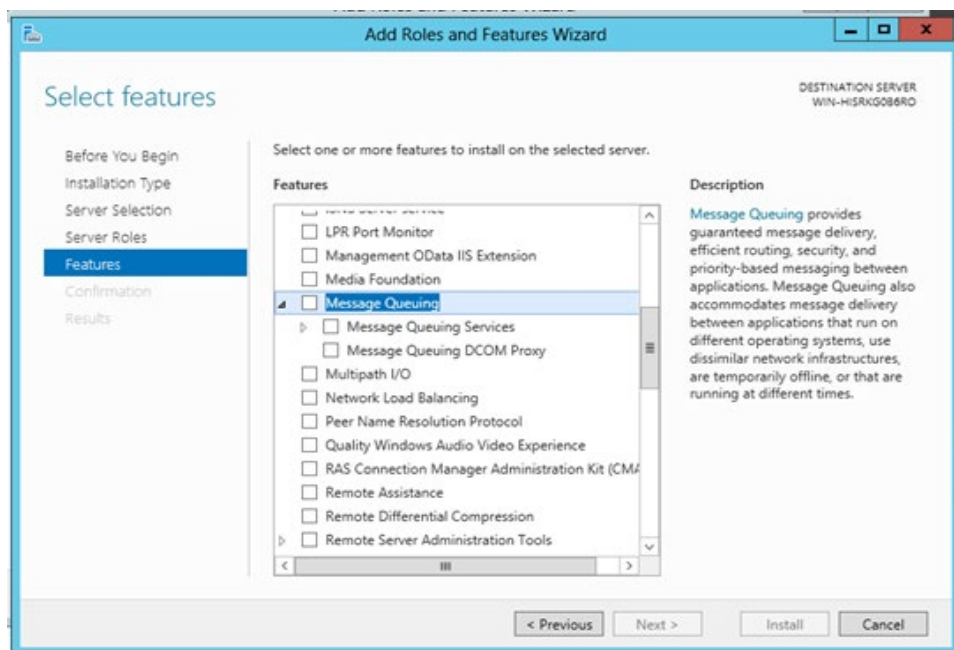 Add Roles and Features Wizard
Select features
DESTINATION SERVER
WIN-HISRKG0B6RO
Before You Begin
Installation Type
Server Selection
Server Roles
Features
Confirmation
Results
Select one or more features to install on the selected server.
Features
LPR Port Monitor
Management OData IIS Extension
Media Foundation
Message Queuing
Message Queuing Services
Message Queuing DCOM Proxy
Multipath I/O
Network Load Balancing
Peer Name Resolution Protocol
Quality Windows Audio Video Experience
RAS Connection Manager Administration Kit (CMA
Remote Assistance
Remote Differential Compression
Remote Server Administration Tools
Description
Message Queuing provides
guaranteed message delivery,
efficient routing, security, and
priority-based messaging between
applications. Message Queuing also
accommodates message delivery
between applications that run on
different operating systems, use
dissimilar network infrastructures,
are temporarily offline, or that are
running at different times.
< Previous
Next >
Install
Cancel